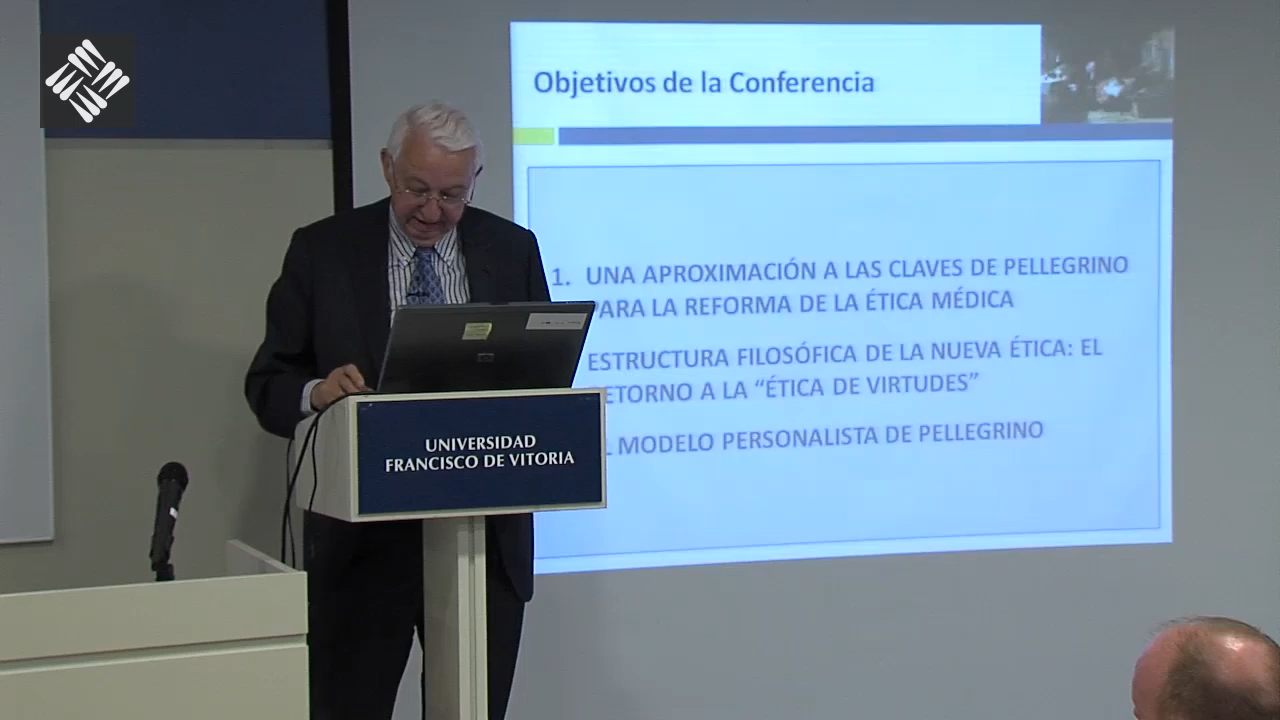 Objetivos de la Conferencia
1. UNA APROXIMACIÓN A LAS CLAVES DE PELLEGRINO
PARA LA REFORMA DE LA ÉTICA MÉDICA
ESTRUCTURA FILOSÓFICA DE LA NUEVA ÉTICA: EL
ETORNO A LA “ÉTICA DE VIRTUDES”
L MODELO PERSONALISTA DE PELLEGRINO
UNIVERSIDAD
FRANCISCO DE VITORIA